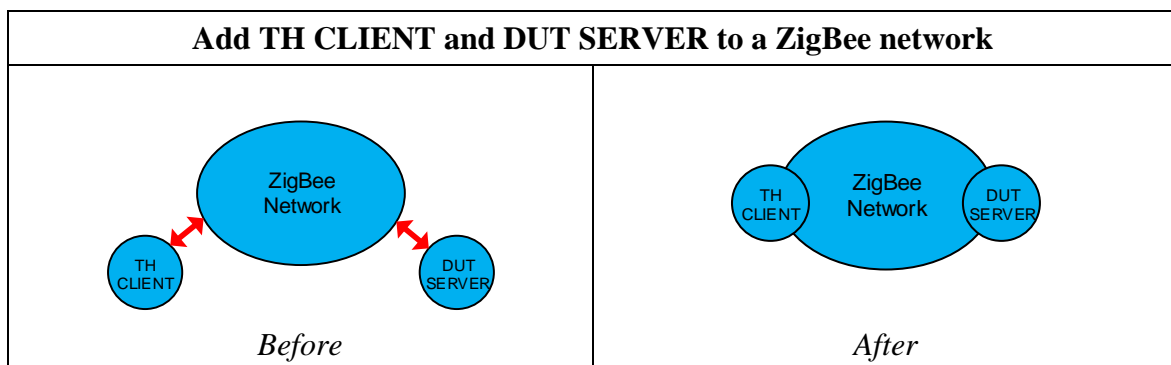 Add TH CLIENT and DUT SERVER to a ZigBee network
ZigBee
Network
TH
CLIENT
DUT
SERVER
Before
TH
CLIENT
ZigBee
Network
DUT
SERVER
After